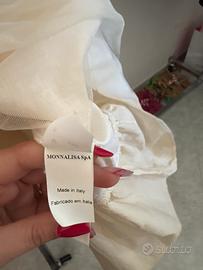 MONNALISA SpA
Made in Italy
Fabricado em Italia
SUbito